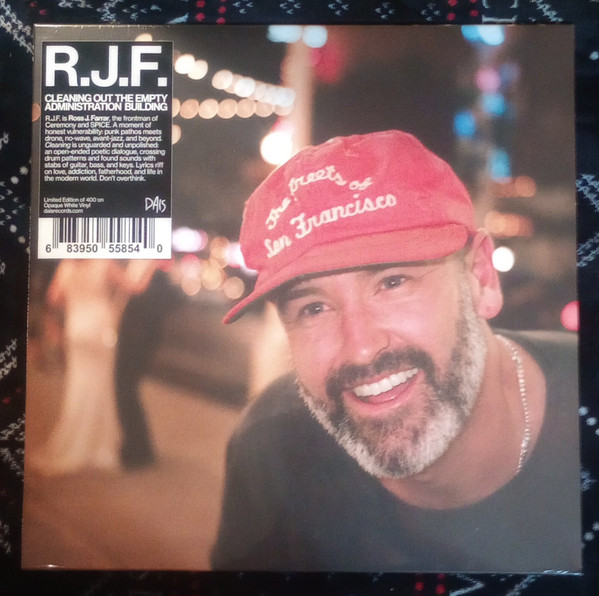 R.J.F.
CLEANING OUT THE EMPTY
ADMINISTRATION BUILDING
R.J.F. is Ross J. Farrar, the frontman of
Ceremony and SPICE. A moment of
honest vulnerability: punk pathos meets
drone, no-wave, avant-jazz, and beyond.
Cleaning is unguarded and unpolished:
an open-ended poetic dialogue, crossing
drum patterns and found sounds with
stabs of guitar, bass, and keys. Lyrics riff
on love, addiction, fatherhood, and life in
the modern world. Don't overthink.
Limited Edition of 400 on
Opaque White Vinyl
daisrecords.com
DAIS
6 83950 55854 0
The Streets of
San Francisco